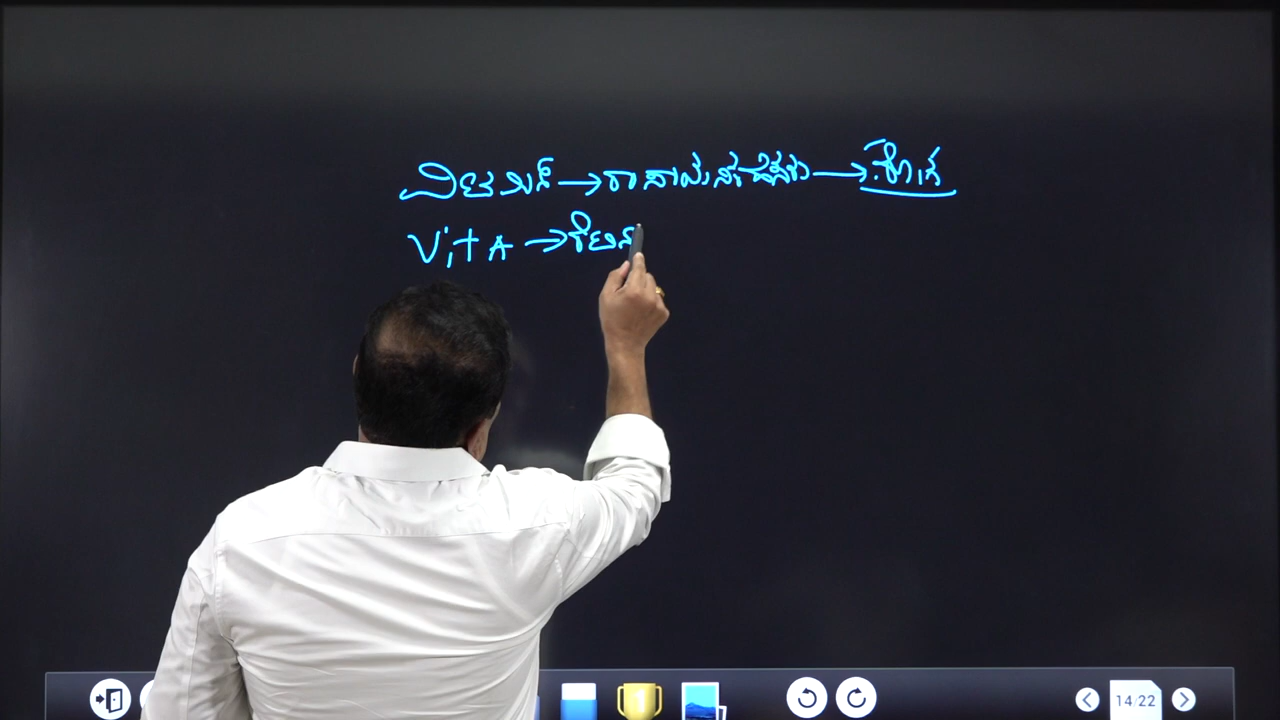 ವಿಟಮಿನ್ → ರಾಸಾಯನಿಕ ಹೆಸರು → ರೋಗ
Vit A → ರೆಟಿನ
14/22